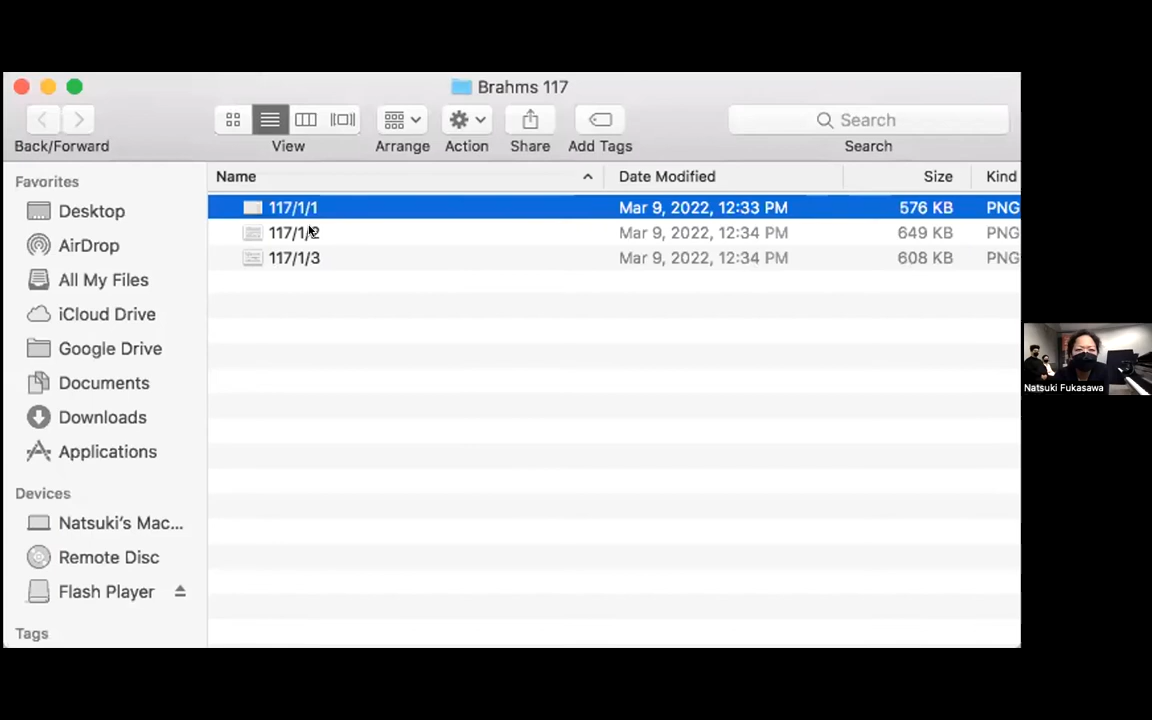 Brahms 117
Back/Forward
View
Arrange
Action
Share
Add Tags
Search
Search
Favorites
Desktop
AirDrop
All My Files
iCloud Drive
Google Drive
Documents
Downloads
Applications
Devices
Natsuki's Mac...
Remote Disc
Flash Player
Tags
Name Date Modified Size Kind
117/1/1 Mar 9, 2022, 12:33 PM 576 KB PNG
117/1/2 Mar 9, 2022, 12:34 PM 649 KB PNG
117/1/3 Mar 9, 2022, 12:34 PM 608 KB PNG
Natsuki Fukasawa